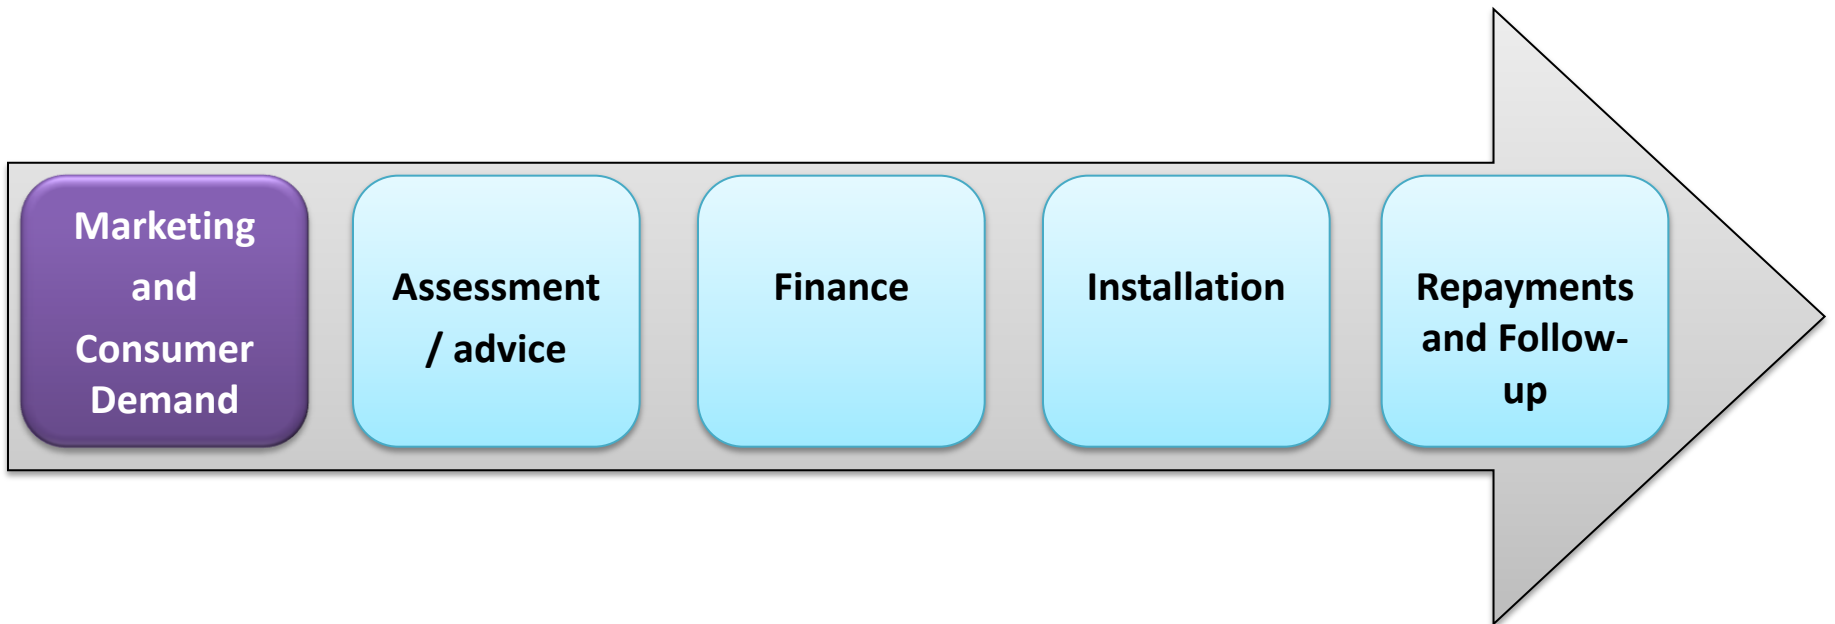 Marketing
and
Consumer
Demand
Assessment
/ advice
Finance
Installation
Repayments
and Follow-
up